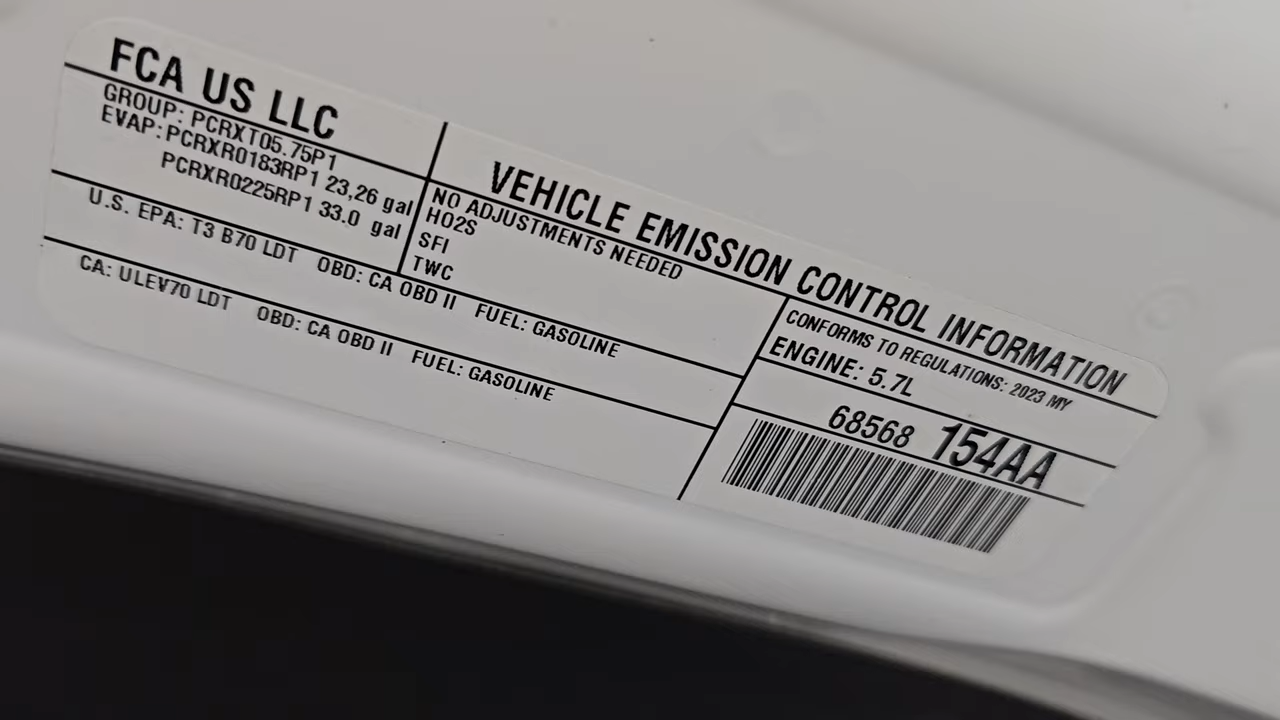 FCA US LLC
GROUP: PCRXT05.75P1
EVAP: PCRXR0183RP1 23,26 gal
PCRXR0225RP1 33.0 gal
VEHICLE EMISSION CONTROL INFORMATION
NO ADJUSTMENTS NEEDED
HO2S
SFI
TWC
CONFORMS TO REGULATIONS: 2023 MY
U.S. EPA: T3 B70 LDT OBD: CA OBD II FUEL: GASOLINE
CA: ULEV70 LDT OBD: CA OBD II FUEL: GASOLINE
ENGINE: 5.7L
68568 154AA